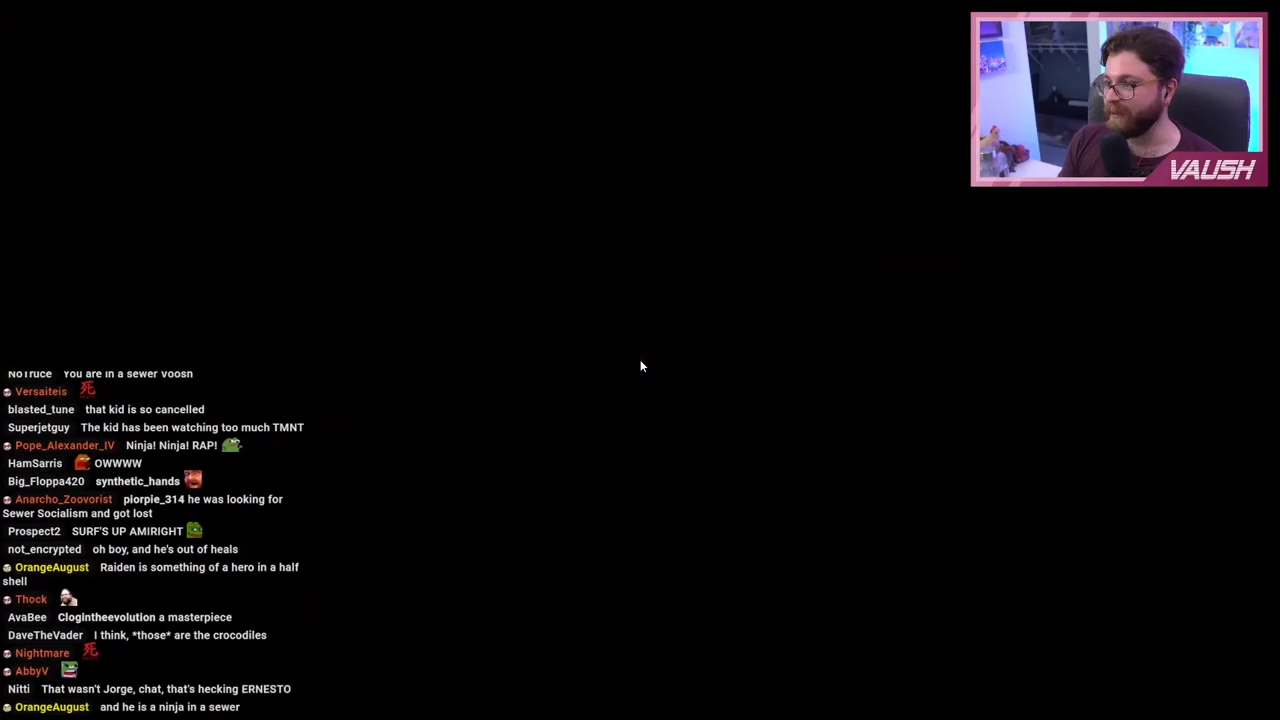 VAUSH
NoTruce You are in a sewer Voosh
Versaiteis 死
blasted_tune that kid is so cancelled
Superjetguy The kid has been watching too much TMNT
Pope_Alexander_IV Ninja! Ninja! RAP!
HamSarris OWWWW
Big_Floppa420 synthetic_hands
Anarcho_Zoovorist piorpie_314 he was looking for
Sewer Socialism and got lost
Prospect2 SURF'S UP AMIRIGHT
not_encrypted oh boy, and he's out of heals
OrangeAugust Raiden is something of a hero in a half
shell
Thock
AvaBee Clogintheevolution a masterpiece
DaveTheVader I think, *those* are the crocodiles
Nightmare 死
AbbyV
Nitti That wasn't Jorge, chat, that's hecking ERNESTO
OrangeAugust and he is a ninja in a sewer